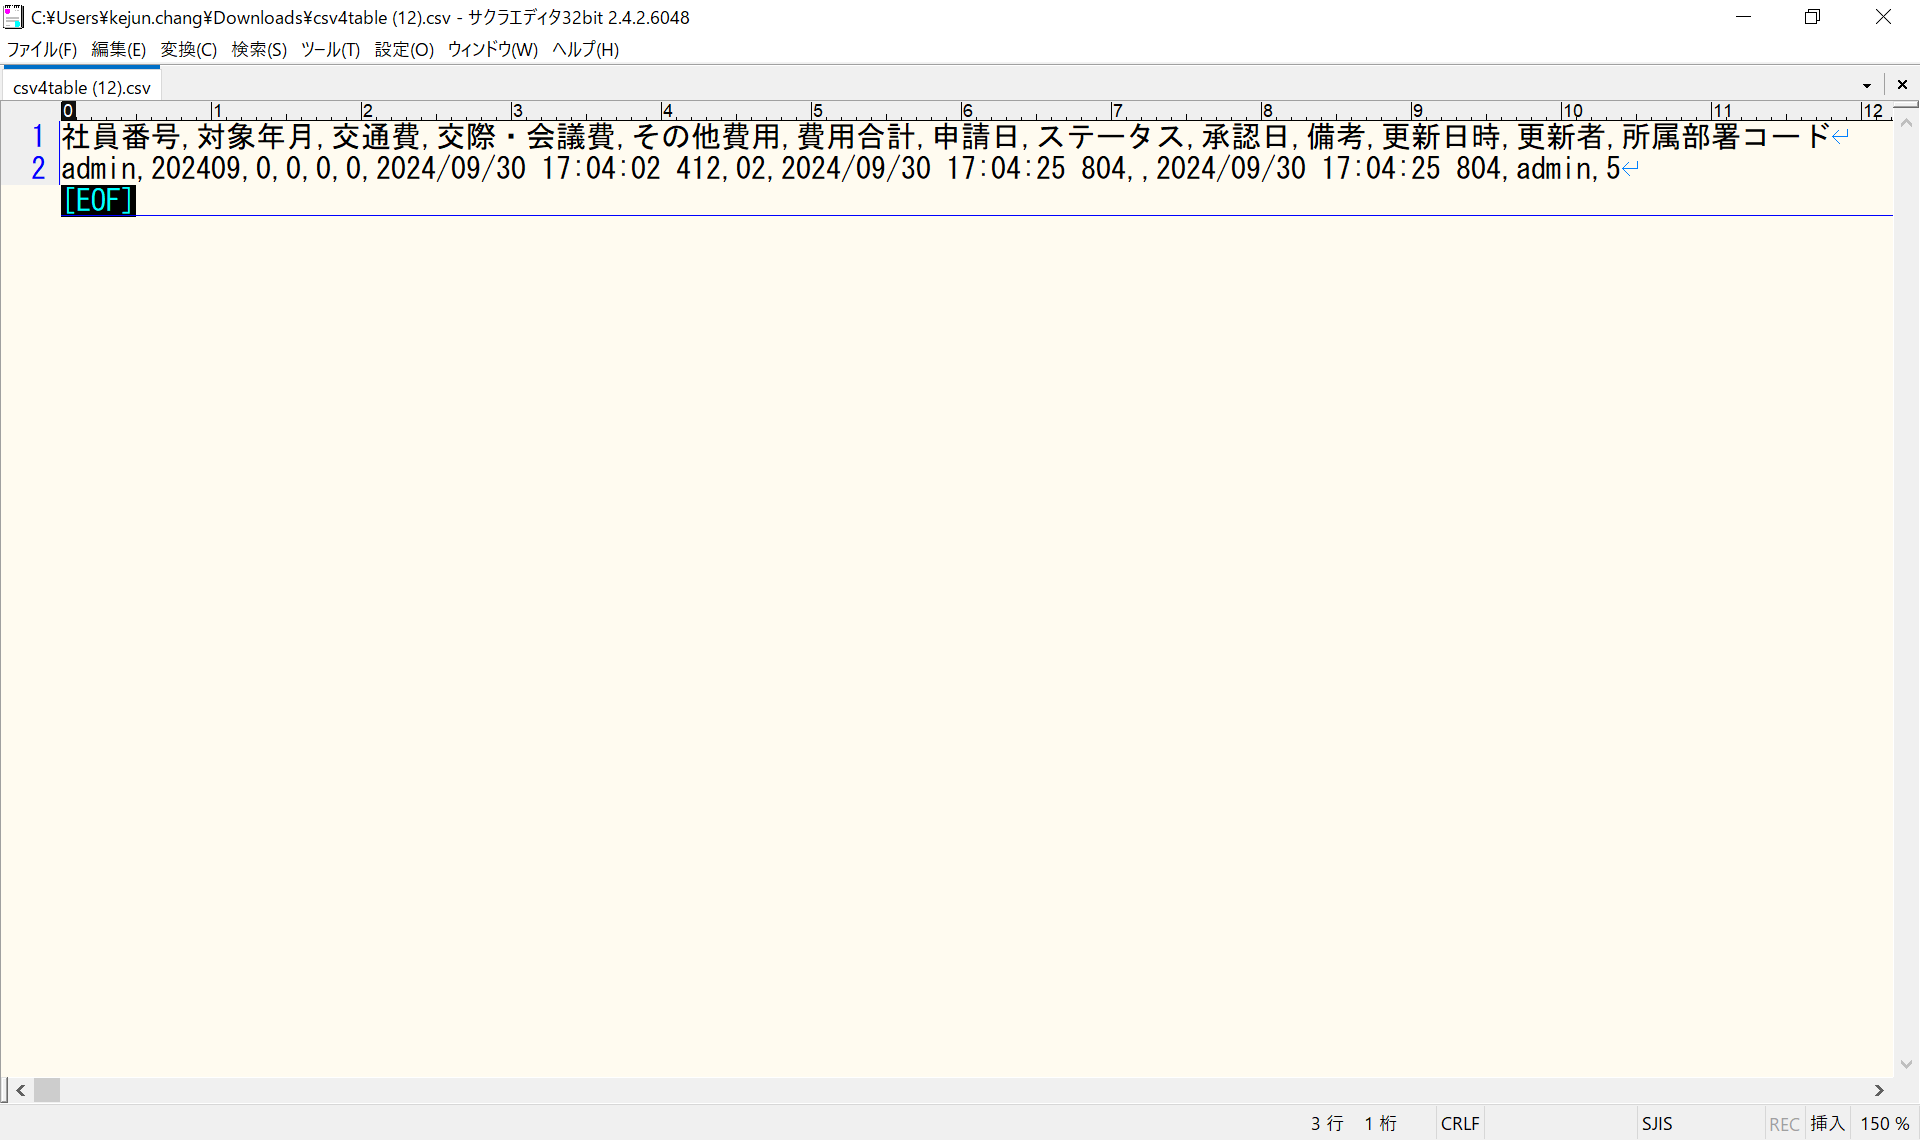 C:¥Users¥kejun.chang¥Downloads¥csv4table (12).csv - サクラエディタ32bit 2.4.2.6048
ファイル(F) 編集(E) 変換(C) 検索(S) ツール(T) 設定(O) ウィンドウ(W) ヘルプ(H)
csv4table (12).csv
0 1 2 3 4 5 6 7 8 9 10 11 12
1 社員番号,対象年月,交通費,交際・会議費,その他費用,費用合計,申請日,ステータス,承認日,備考,更新日時,更新者,所属部署コード
2 admin,202409,0,0,0,0,2024/09/30 17:04:02 412,02,2024/09/30 17:04:25 804,,2024/09/30 17:04:25 804,admin,5
[EOF]
3 行 1 桁 CRLF SJIS REC 挿入 150 %